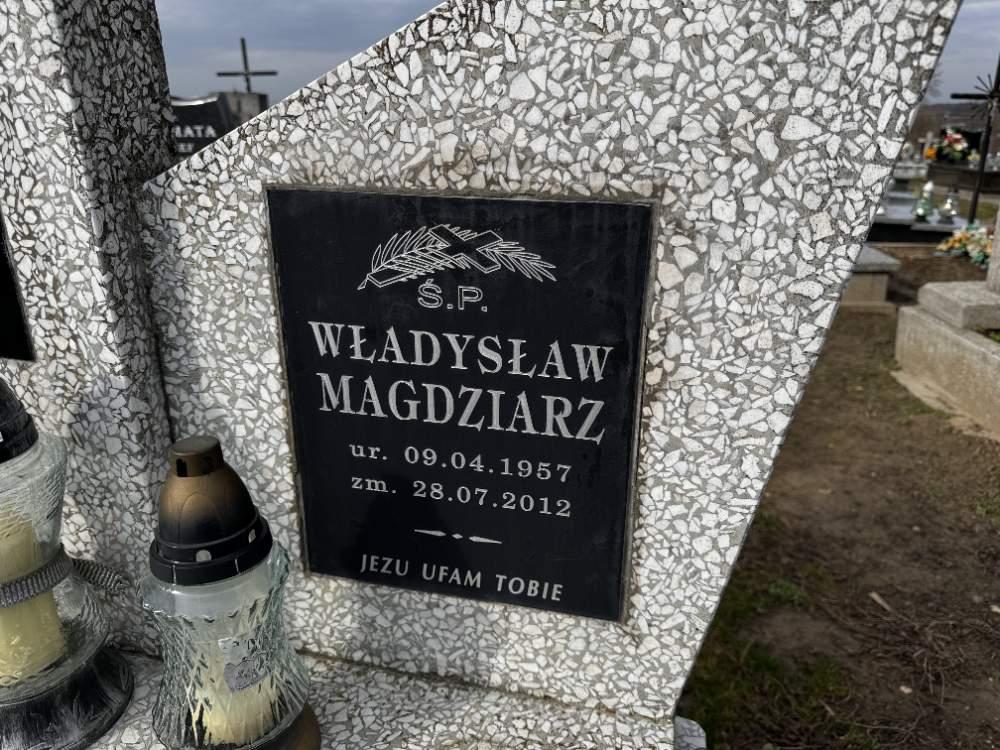 Ś.P.
WŁADYSŁAW
MAGDZIARZ
ur. 09.04.1957
zm. 28.07.2012
JEZU UFAM TOBIE